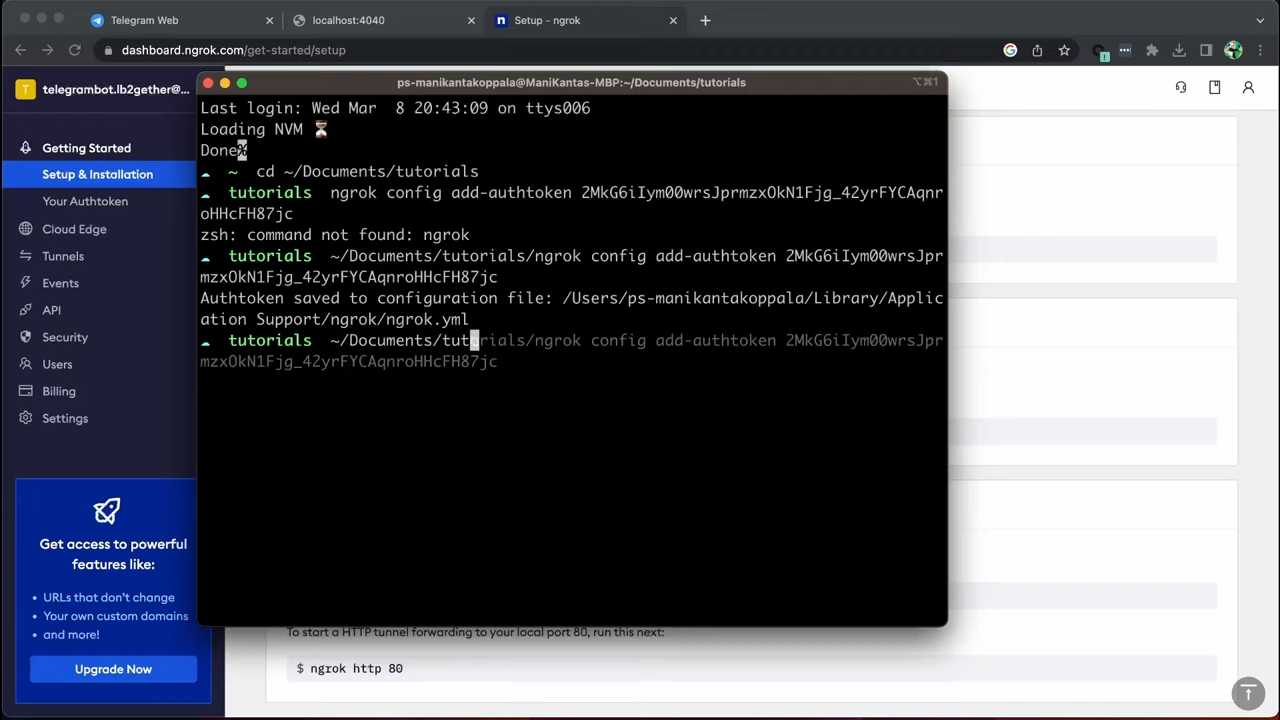 Telegram Web
localhost:4040
Setup - ngrok
dashboard.ngrok.com/get-started/setup
T
telegrambot.lb2gether@...
ps-manikantakoppala@ManiKantas-MBP:~/Documents/tutorials
⌥⌘1
Last login: Wed Mar  8 20:43:09 on ttys006
Loading NVM ⏳
Done%
~ cd ~/Documents/tutorials
tutorials ngrok config add-authtoken 2MkG6iIym00wrsJprmzxOkN1Fjg_42yrFYCAqnr
oHHcFH87jc
zsh: command not found: ngrok
tutorials ~/Documents/tutorials/ngrok config add-authtoken 2MkG6iIym00wrsJpr
mzxOkN1Fjg_42yrFYCAqnroHHcFH87jc
Authtoken saved to configuration file: /Users/ps-manikantakoppala/Library/Applic
ation Support/ngrok/ngrok.yml
tutorials ~/Documents/tutorials/ngrok config add-authtoken 2MkG6iIym00wrsJpr
mzxOkN1Fjg_42yrFYCAqnroHHcFH87jc
Getting Started
Setup & Installation
Your Authtoken
Cloud Edge
Tunnels
Events
API
Security
Users
Billing
Settings
Get access to powerful
features like:
• URLs that don't change
• Your own custom domains
• and more!
Upgrade Now
To start a HTTP tunnel forwarding to your local port 80, run this next:
$ ngrok http 80